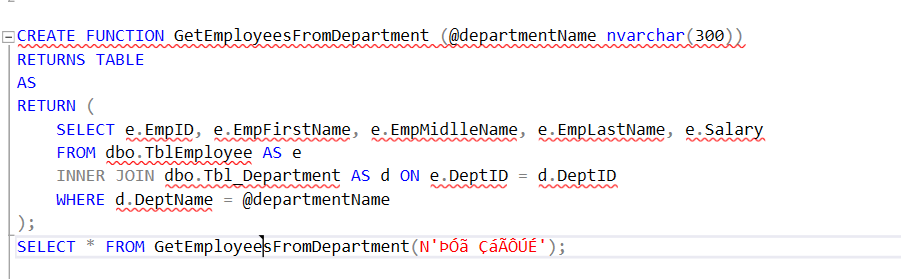 CREATE FUNCTION GetEmployeesFromDepartment (@departmentName nvarchar(300))
RETURNS TABLE
AS
RETURN (
SELECT e.EmpID, e.EmpFirstName, e.EmpMidlleName, e.EmpLastName, e.Salary
FROM dbo.TblEmployee AS e
INNER JOIN dbo.Tbl_Department AS d ON e.DeptID = d.DeptID
WHERE d.DeptName = @departmentName
);
SELECT * FROM GetEmployeesFromDepartment(N'ÞÓã ÇáÃÔÚÉ');